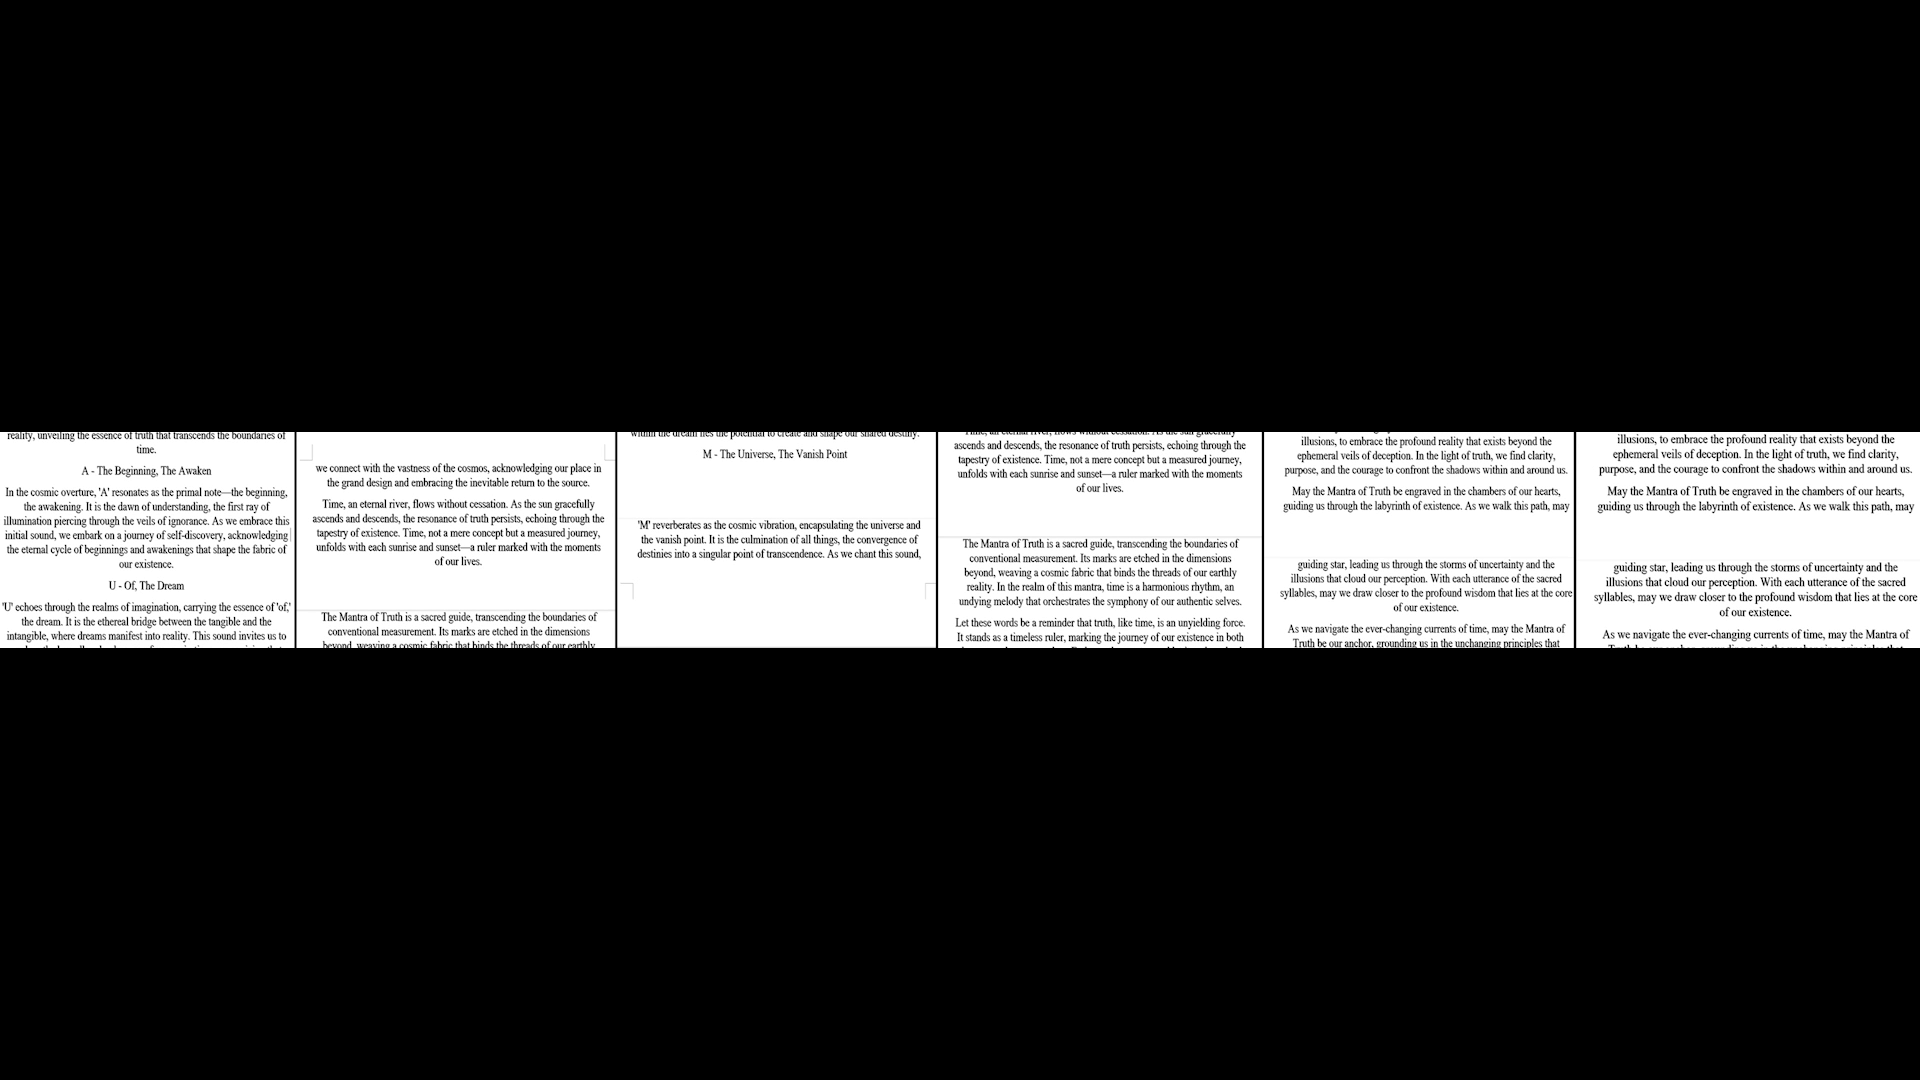 reality, unveiling the essence of truth that transcends the boundaries of
time.
A - The Beginning, The Awaken
In the cosmic overture, 'A' resonates as the primal note—the beginning,
the awakening. It is the dawn of understanding, the first ray of
illumination piercing through the veils of ignorance. As we embrace this
initial sound, we embark on a journey of self-discovery, acknowledging
the eternal cycle of beginnings and awakenings that shape the fabric of
our existence.
U - Of, The Dream
'U' echoes through the realms of imagination, carrying the essence of 'of,'
the dream. It is the ethereal bridge between the tangible and the
intangible, where dreams manifest into reality. This sound invites us to
we connect with the vastness of the cosmos, acknowledging our place in
the grand design and embracing the inevitable return to the source.
Time, an eternal river, flows without cessation. As the sun gracefully
ascends and descends, the resonance of truth persists, echoing through the
tapestry of existence. Time, not a mere concept but a measured journey,
unfolds with each sunrise and sunset—a ruler marked with the moments
of our lives.
The Mantra of Truth is a sacred guide, transcending the boundaries of
conventional measurement. Its marks are etched in the dimensions
beyond, weaving a cosmic fabric that binds the threads of our earthly
within the dream lies the potential to create and shape our shared destiny.
M - The Universe, The Vanish Point
'M' reverberates as the cosmic vibration, encapsulating the universe and
the vanish point. It is the culmination of all things, the convergence of
destinies into a singular point of transcendence. As we chant this sound,
Time, an eternal river, flows without cessation. As the sun gracefully
ascends and descends, the resonance of truth persists, echoing through the
tapestry of existence. Time, not a mere concept but a measured journey,
unfolds with each sunrise and sunset—a ruler marked with the moments
of our lives.
The Mantra of Truth is a sacred guide, transcending the boundaries of
conventional measurement. Its marks are etched in the dimensions
beyond, weaving a cosmic fabric that binds the threads of our earthly
reality. In the realm of this mantra, time is a harmonious rhythm, an
undying melody that orchestrates the symphony of our authentic selves.
Let these words be a reminder that truth, like time, is an unyielding force.
It stands as a timeless ruler, marking the journey of our existence in both
illusions, to embrace the profound reality that exists beyond the
ephemeral veils of deception. In the light of truth, we find clarity,
purpose, and the courage to confront the shadows within and around us.
May the Mantra of Truth be engraved in the chambers of our hearts,
guiding us through the labyrinth of existence. As we walk this path, may
guiding star, leading us through the storms of uncertainty and the
illusions that cloud our perception. With each utterance of the sacred
syllables, may we draw closer to the profound wisdom that lies at the core
of our existence.
As we navigate the ever-changing currents of time, may the Mantra of
Truth be our anchor, grounding us in the unchanging principles that
illusions, to embrace the profound reality that exists beyond the
ephemeral veils of deception. In the light of truth, we find clarity,
purpose, and the courage to confront the shadows within and around us.
May the Mantra of Truth be engraved in the chambers of our hearts,
guiding us through the labyrinth of existence. As we walk this path, may
guiding star, leading us through the storms of uncertainty and the
illusions that cloud our perception. With each utterance of the sacred
syllables, may we draw closer to the profound wisdom that lies at the core
of our existence.
As we navigate the ever-changing currents of time, may the Mantra of